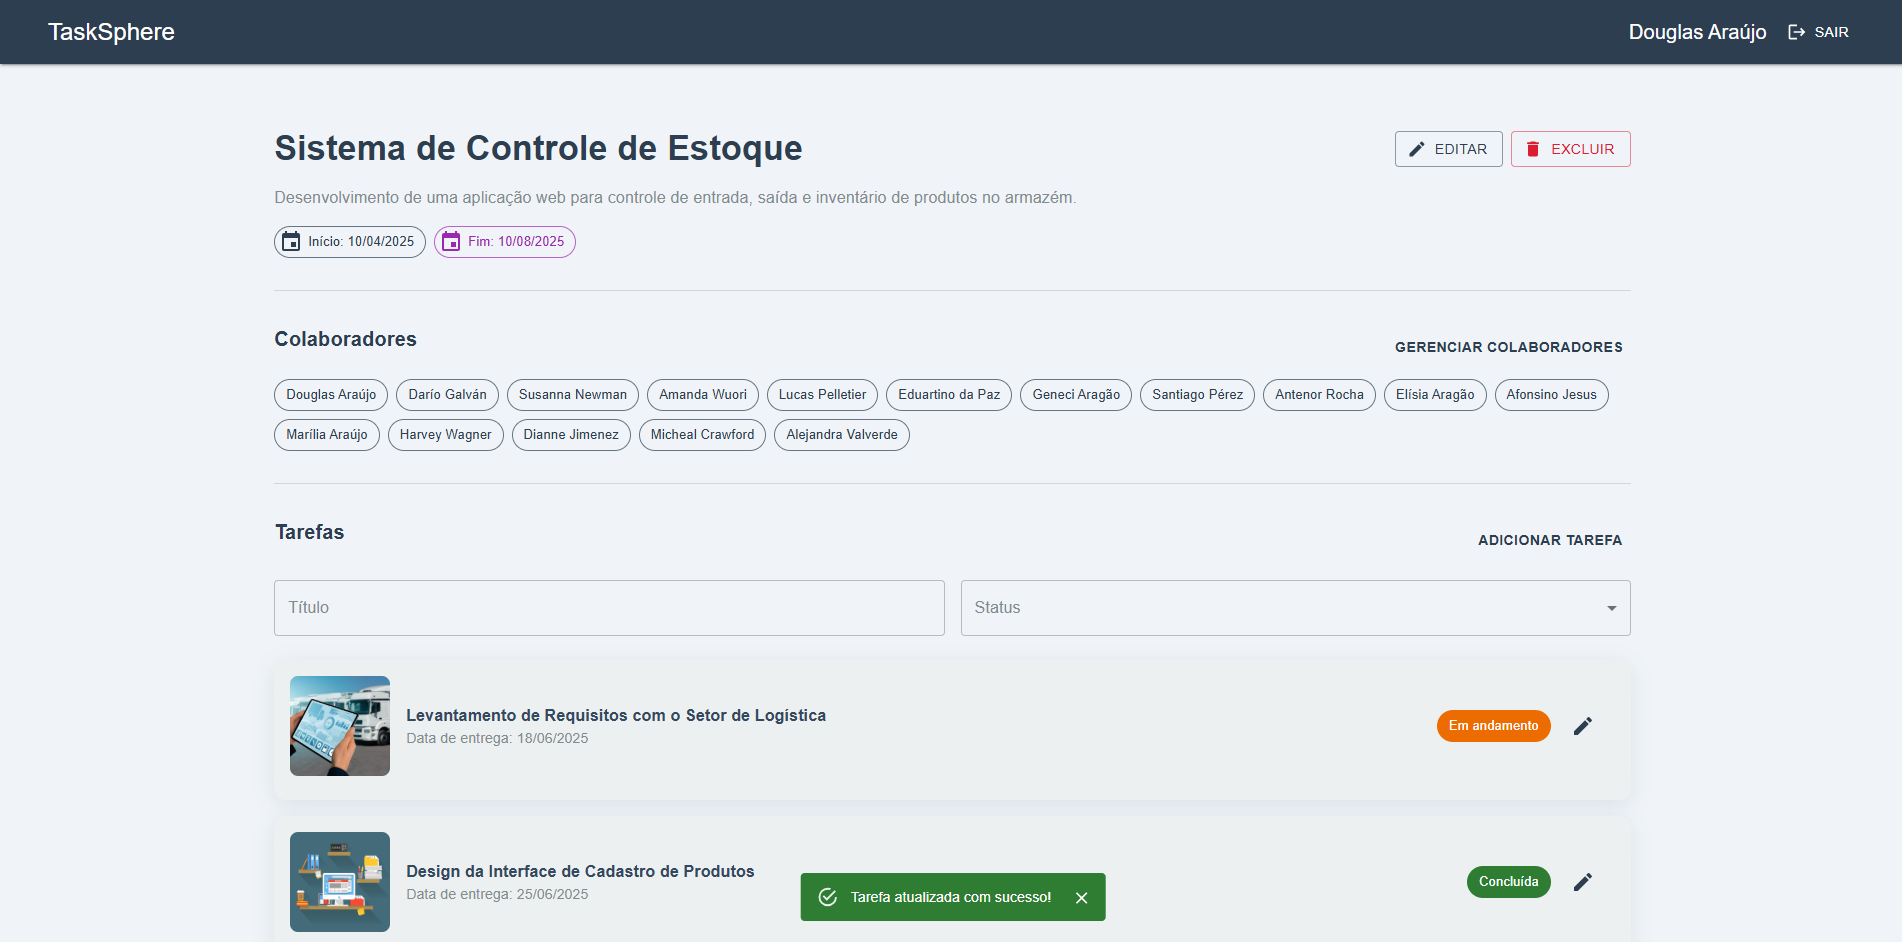 TaskSphere
Douglas Araújo SAIR
Sistema de Controle de Estoque
EDITAR EXCLUIR
Desenvolvimento de uma aplicação web para controle de entrada, saída e inventário de produtos no armazém.
Início: 10/04/2025 Fim: 10/08/2025
Colaboradores
GERENCIAR COLABORADORES
Douglas Araújo Darío Galván Susanna Newman Amanda Wuori Lucas Pelletier Eduartino da Paz Geneci Aragão Santiago Pérez Antenor Rocha Elísia Aragão Afonsino Jesus
Marília Araújo Harvey Wagner Dianne Jimenez Micheal Crawford Alejandra Valverde
Tarefas
ADICIONAR TAREFA
Título Status
Levantamento de Requisitos com o Setor de Logística
Data de entrega: 18/06/2025
Em andamento
Design da Interface de Cadastro de Produtos
Data de entrega: 25/06/2025
Concluída
Tarefa atualizada com sucesso!